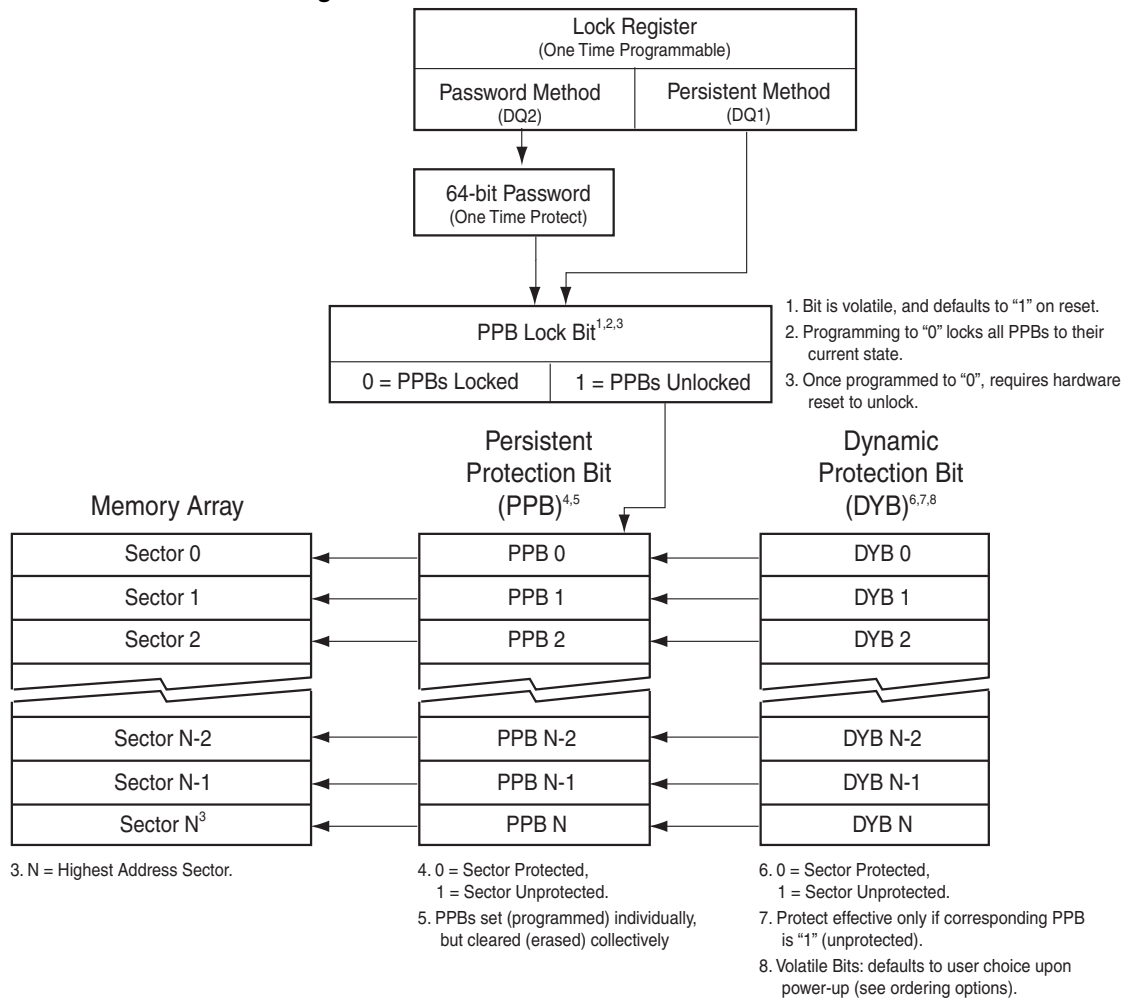 Lock Register
(One Time Programmable)
Password Method
(DQ2)
Persistent Method
(DQ1)
64-bit Password
(One Time Protect)
PPB Lock Bit1,2,3
0 = PPBs Locked
1 = PPBs Unlocked
1. Bit is volatile, and defaults to “1” on reset.
2. Programming to “0” locks all PPBs to their
current state.
3. Once programmed to “0”, requires hardware
reset to unlock.
Memory Array
Persistent
Protection Bit
(PPB)4,5
Dynamic
Protection Bit
(DYB)6,7,8
Sector 0
PPB 0
DYB 0
Sector 1
PPB 1
DYB 1
Sector 2
PPB 2
DYB 2
Sector N-2
PPB N-2
DYB N-2
Sector N-1
PPB N-1
DYB N-1
Sector N3
PPB N
DYB N
3. N = Highest Address Sector.
4. 0 = Sector Protected,
1 = Sector Unprotected.
5. PPBs set (programmed) individually,
but cleared (erased) collectively
6. 0 = Sector Protected,
1 = Sector Unprotected.
7. Protect effective only if corresponding PPB
is “1” (unprotected).
8. Volatile Bits: defaults to user choice upon
power-up (see ordering options).